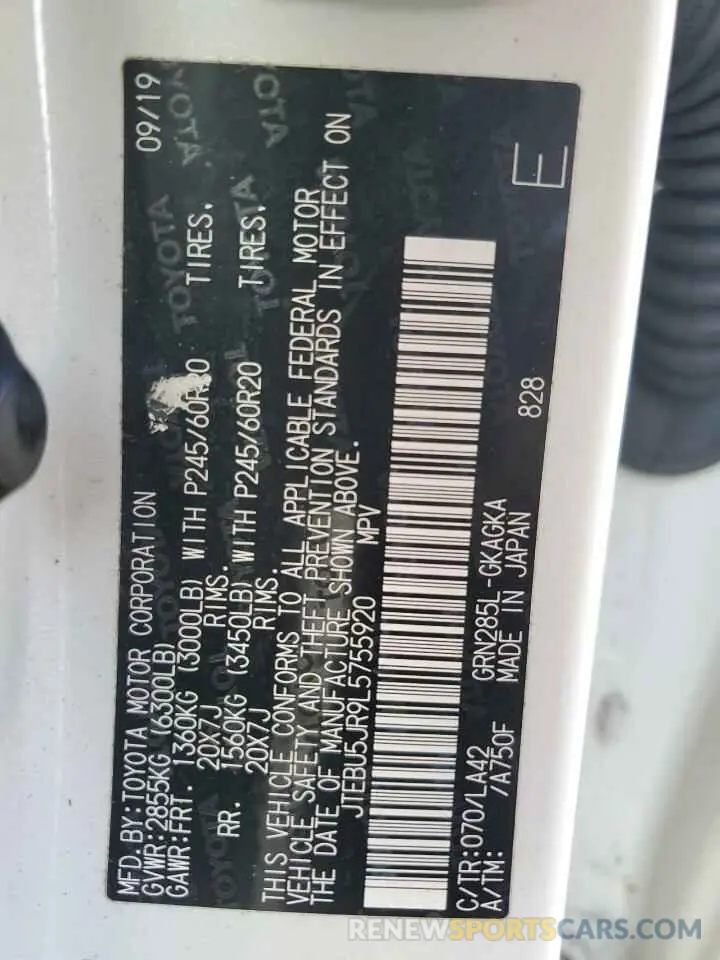 MFD. BY: TOYOTA MOTOR CORPORATION 09/19
GVWR: 2855KG (6300LB)
GAWR: FRT. 1360KG (3000LB) WITH P245/60R20 TIRES,
20X7J RIMS.
RR. 1560KG (3450LB) WITH P245/60R20 TIRES,
20X7J RIMS.
THIS VEHICLE CONFORMS TO ALL APPLICABLE FEDERAL MOTOR
VEHICLE SAFETY AND THEFT PREVENTION STANDARDS IN EFFECT ON
THE DATE OF MANUFACTURE SHOWN ABOVE.
JTEBU5JR9L5755920 MPV
C/TR: 070/LA42 GRN285L-GKAGKA 828
A/TM: /A750F MADE IN JAPAN
E
RENEWSPORTSCARS.COM